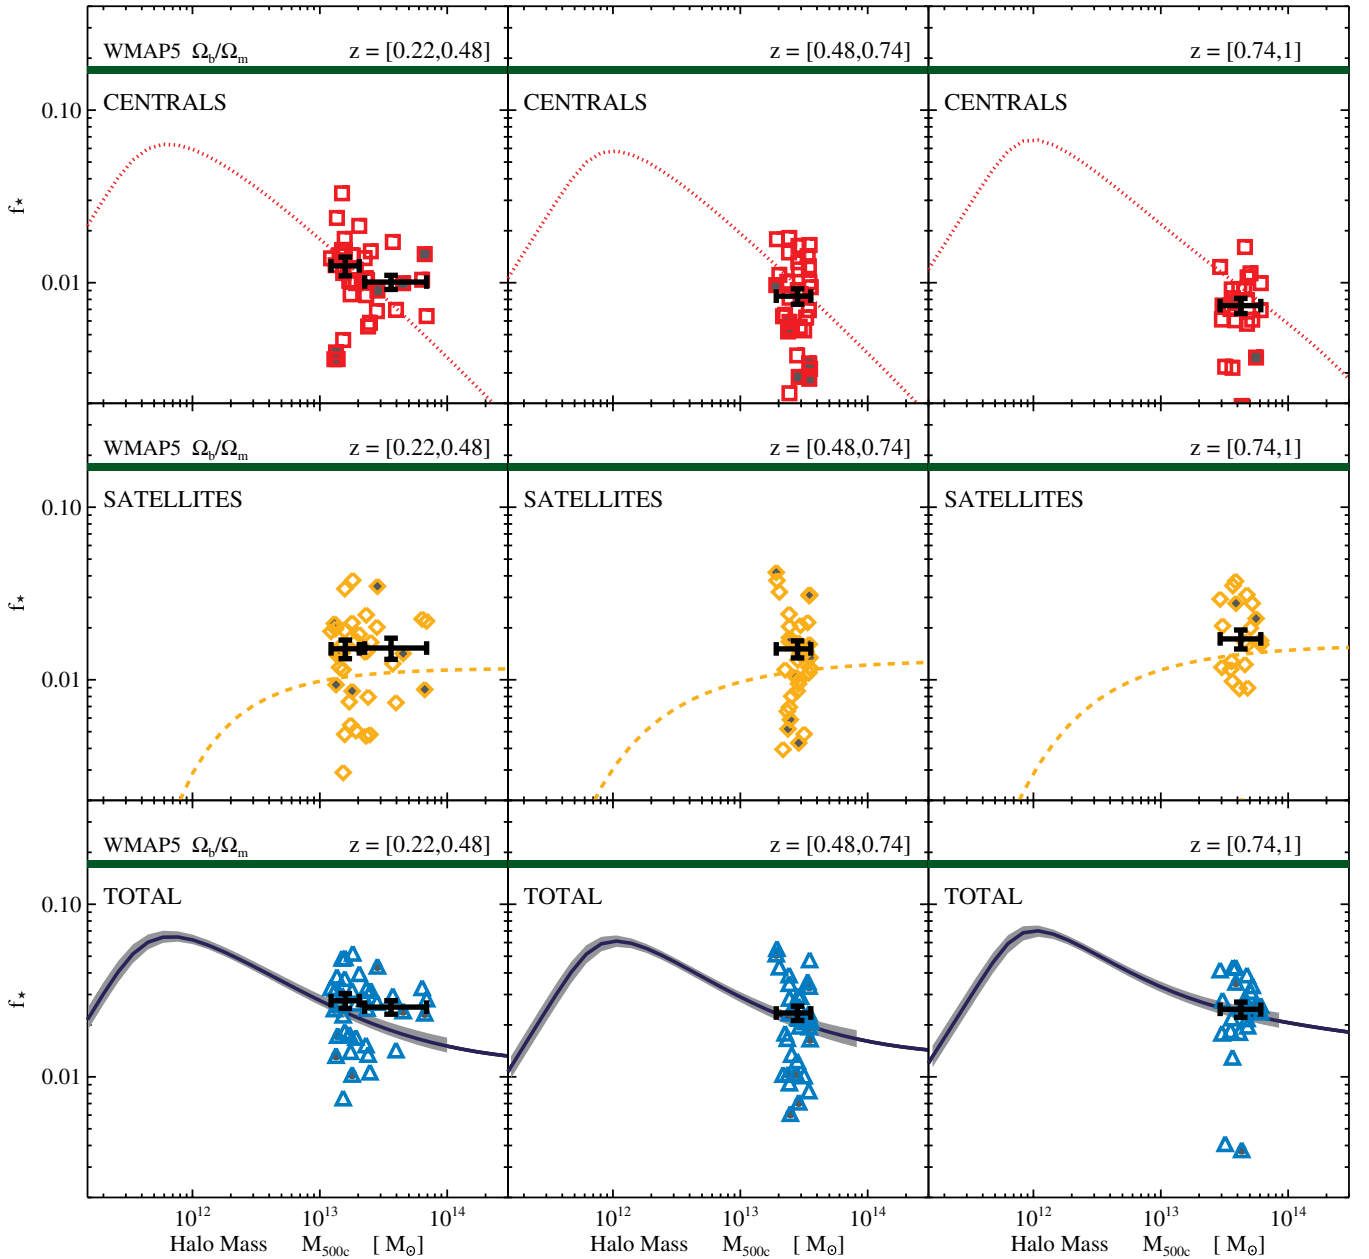 WMAP5 Ω_b/Ω_m z = [0.22,0.48] z = [0.48,0.74] z = [0.74,1]
CENTRALS CENTRALS CENTRALS
0.10
f⋆
0.01
WMAP5 Ω_b/Ω_m z = [0.22,0.48] z = [0.48,0.74] z = [0.74,1]
SATELLITES SATELLITES SATELLITES
0.10
f⋆
0.01
WMAP5 Ω_b/Ω_m z = [0.22,0.48] z = [0.48,0.74] z = [0.74,1]
TOTAL TOTAL TOTAL
0.10
f⋆
0.01
10^12 10^13 10^14 10^12 10^13 10^14 10^12 10^13 10^14
Halo Mass M_500c [ M_⊙] Halo Mass M_500c [ M_⊙] Halo Mass M_500c [ M_⊙]